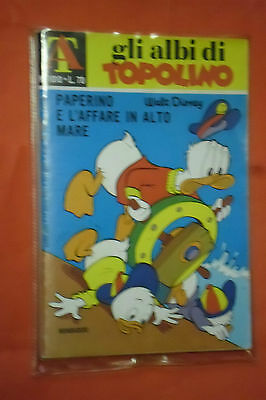 gli albi di
TOPOLINO
PAPERINO Walt Disney
E L'AFFARE IN ALTO
MARE
MONDADORI